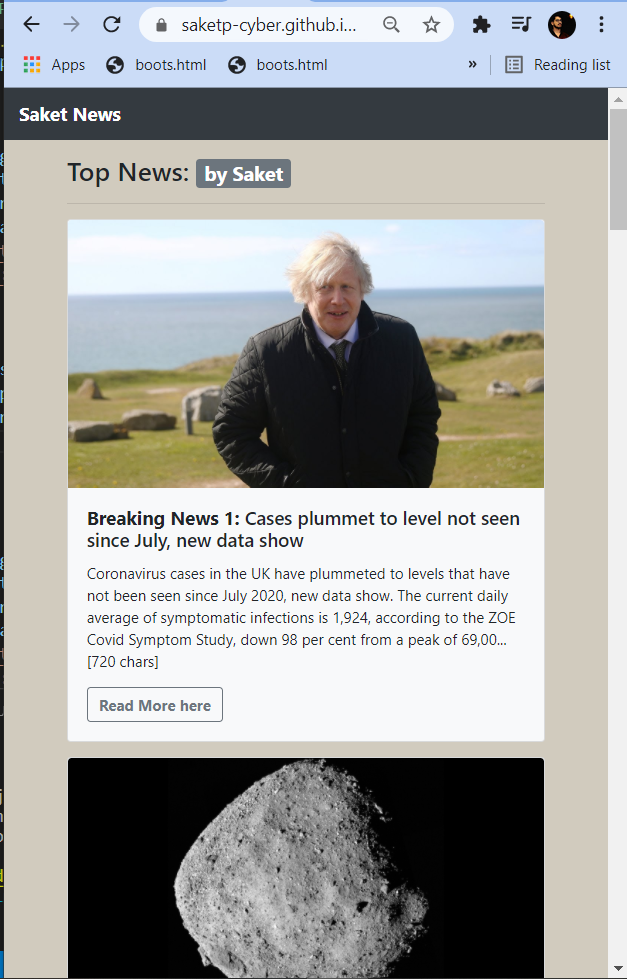 saketp-cyber.github.i...
Apps boots.html boots.html » Reading list
Saket News
Top News: by Saket
Breaking News 1: Cases plummet to level not seen
since July, new data show
Coronavirus cases in the UK have plummeted to levels that have
not been seen since July 2020, new data show. The current daily
average of symptomatic infections is 1,924, according to the ZOE
Covid Symptom Study, down 98 per cent from a peak of 69,00...
[720 chars]
Read More here